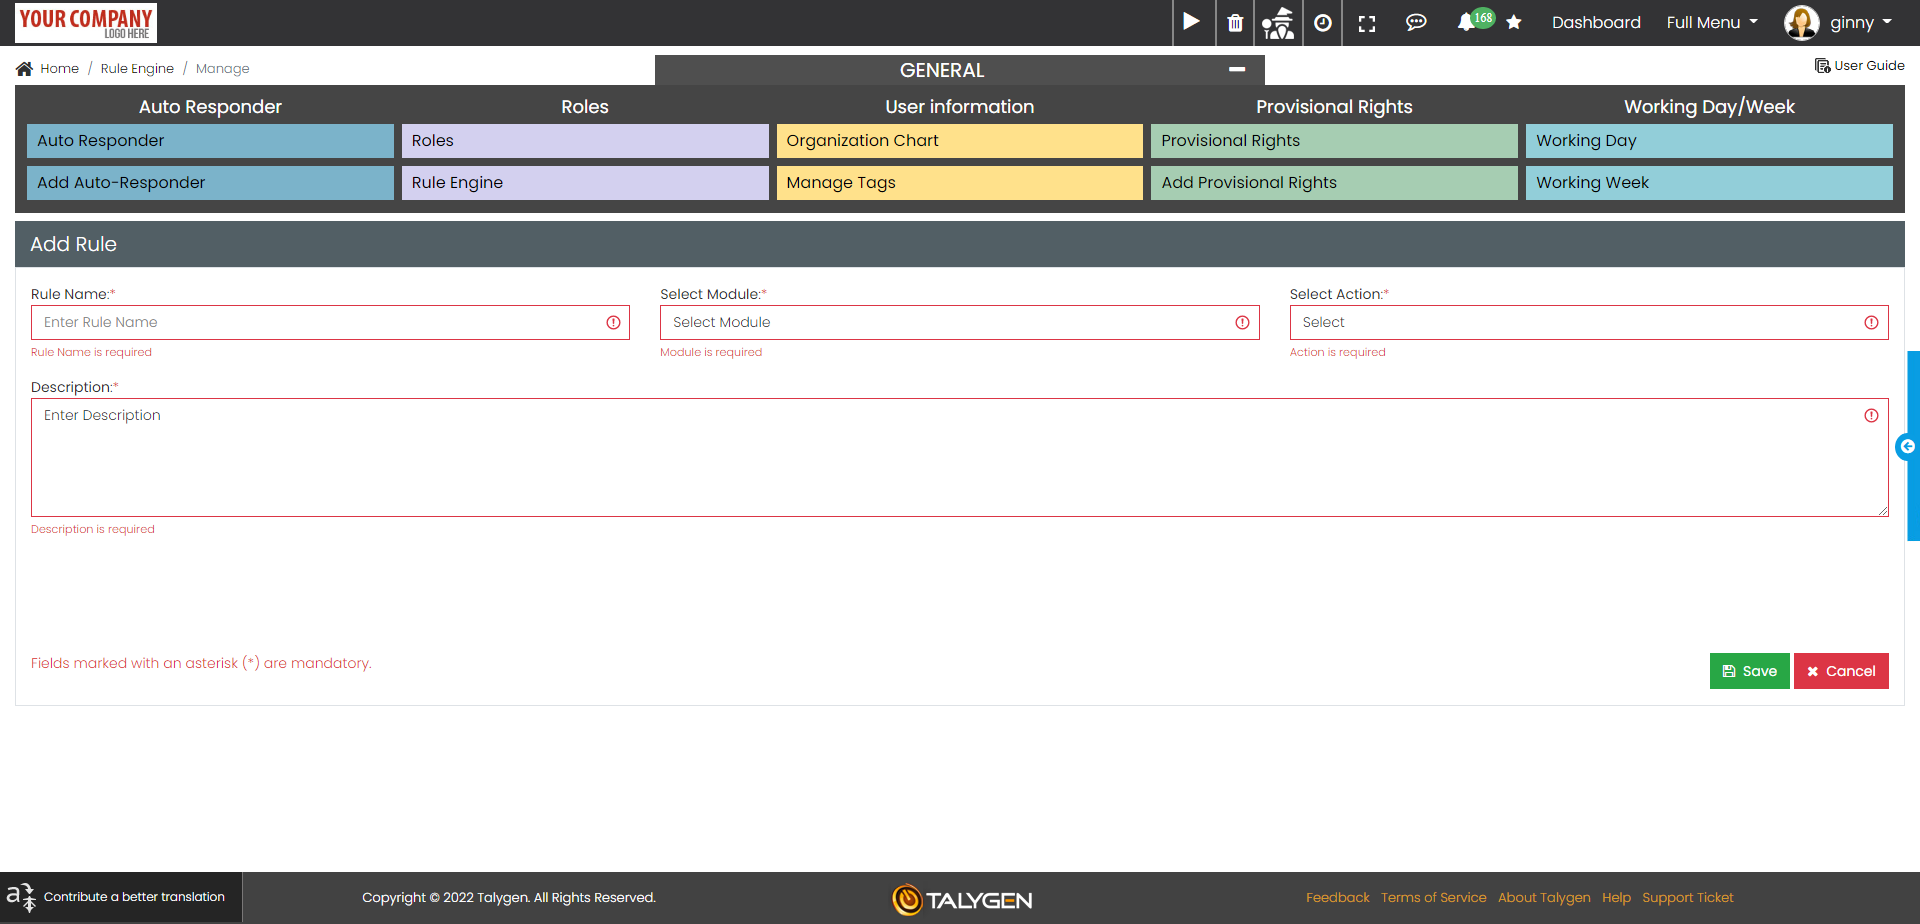 YOUR COMPANY
LOGO HERE
168
Dashboard
Full Menu
ginny
Home / Rule Engine / Manage
GENERAL
User Guide
Auto Responder
Roles
User information
Provisional Rights
Working Day/Week
Auto Responder
Roles
Organization Chart
Provisional Rights
Working Day
Add Auto-Responder
Rule Engine
Manage Tags
Add Provisional Rights
Working Week
Add Rule
Rule Name:*
Select Module:*
Select Action:*
Enter Rule Name
Select Module
Select
Rule Name is required
Module is required
Action is required
Description:*
Enter Description
Description is required
Fields marked with an asterisk (*) are mandatory.
Save
Cancel
Contribute a better translation
Copyright © 2022 Talygen. All Rights Reserved.
TALYGEN
Feedback
Terms of Service
About Talygen
Help
Support Ticket